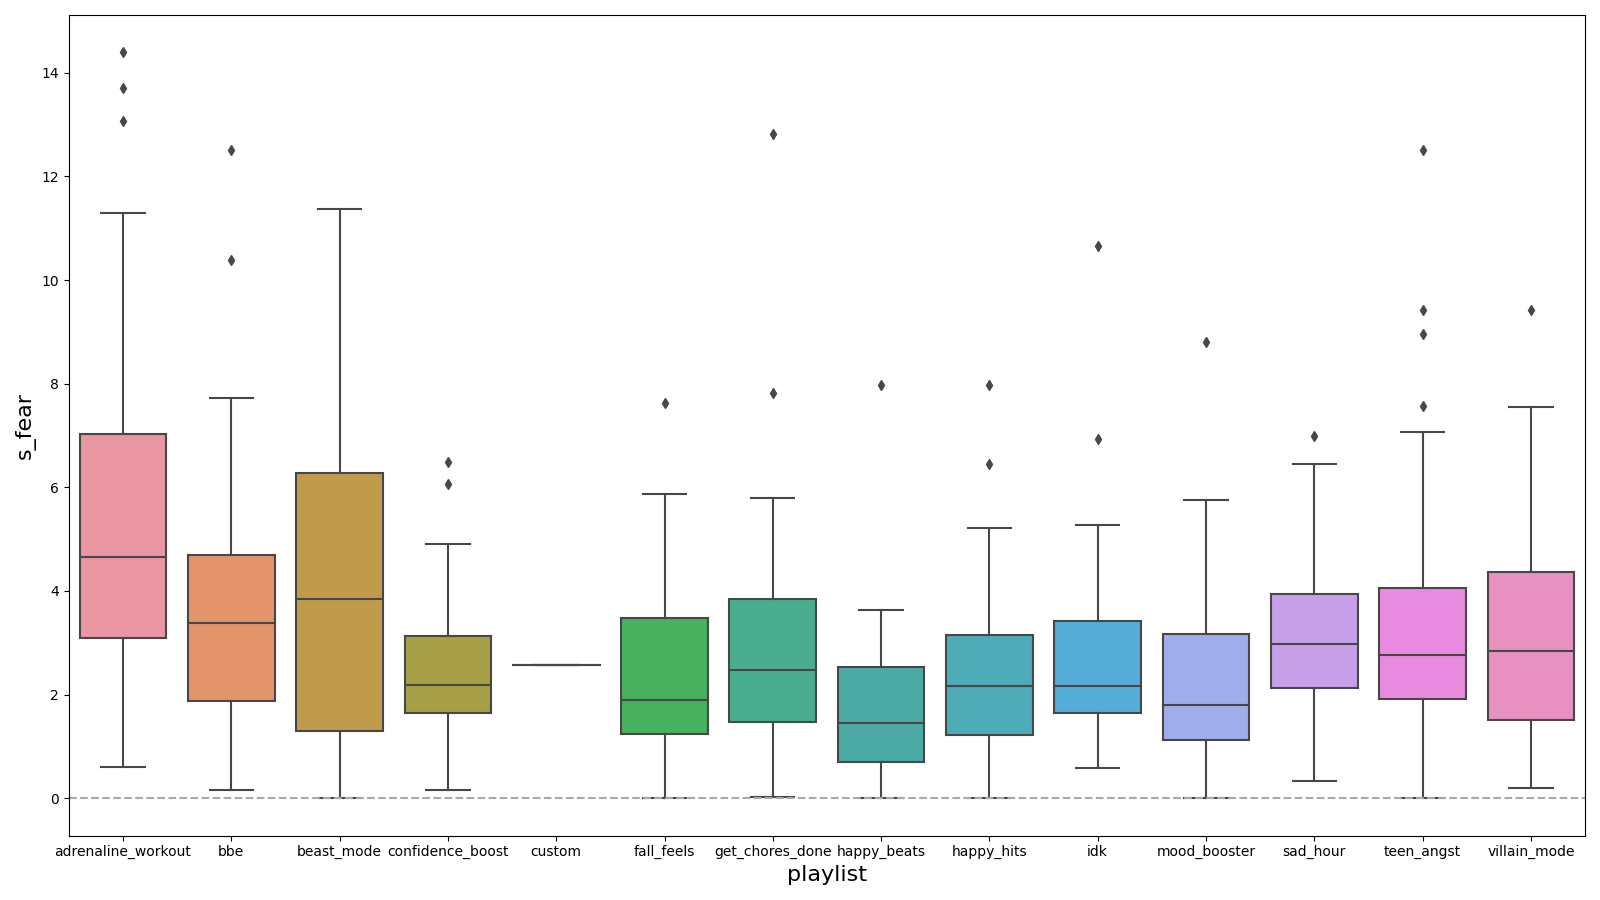 s_fear
14
12
10
8
6
4
2
0
adrenaline_workout bbe beast_mode confidence_boost custom fall_feels get_chores_done happy_beats happy_hits idk mood_booster sad_hour teen_angst villain_mode
playlist